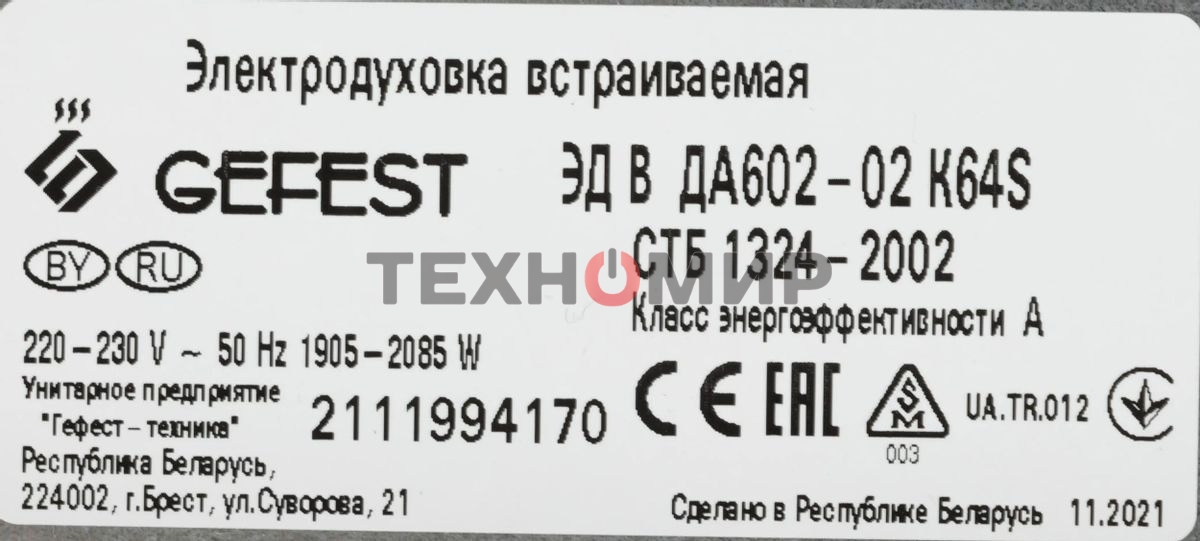 Электродуховка встраиваемая
GEFEST
ЭД В ДА602-02 К64S
СТБ 1324-2002
BY RU
ТЕХНОМИР
Класс энергоэффективности А
220-230 V ~ 50 Hz 1905-2085 W
Унитарное предприятие
"Гефест-техника"
2111994170
CE EAC
SM
003
UA.TR.012
Республика Беларусь,
224002, г.Брест, ул.Суворова, 21
Сделано в Республике Беларусь 11.2021